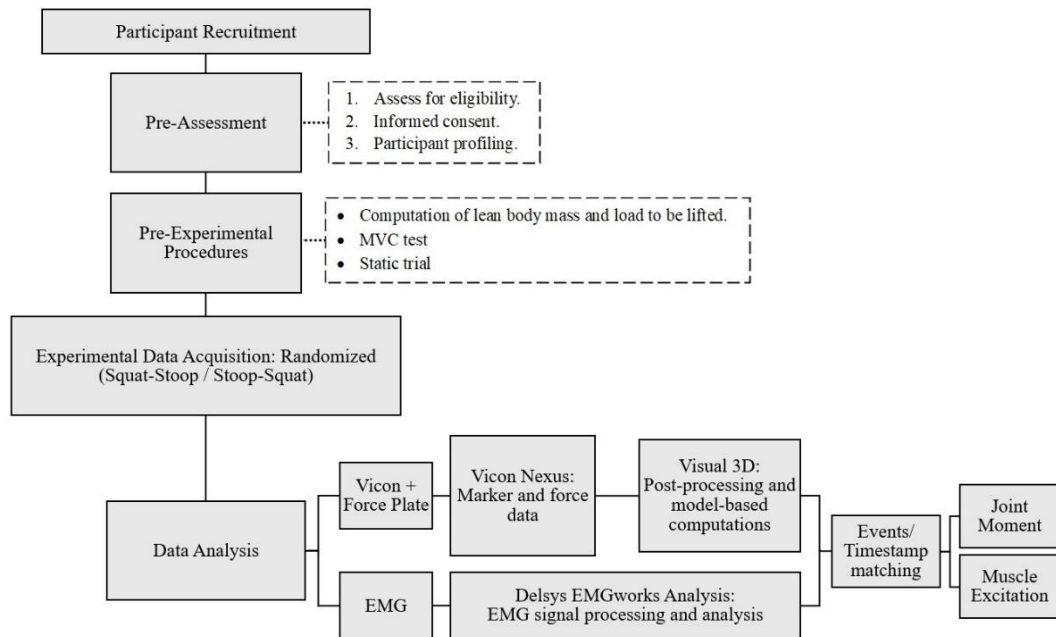 Participant Recruitment
Pre-Assessment
1. Assess for eligibility.
2. Informed consent.
3. Participant profiling.
Pre-Experimental
Procedures
• Computation of lean body mass and load to be lifted.
• MVC test
• Static trial
Experimental Data Acquisition: Randomized
(Squat-Stoop / Stoop-Squat)
Data Analysis
Vicon +
Force Plate
Vicon Nexus:
Marker and force
data
Visual 3D:
Post-processing and
model-based
computations
EMG
Delsys EMGworks Analysis:
EMG signal processing and analysis
Events/
Timestamp
matching
Joint
Moment
Muscle
Excitation